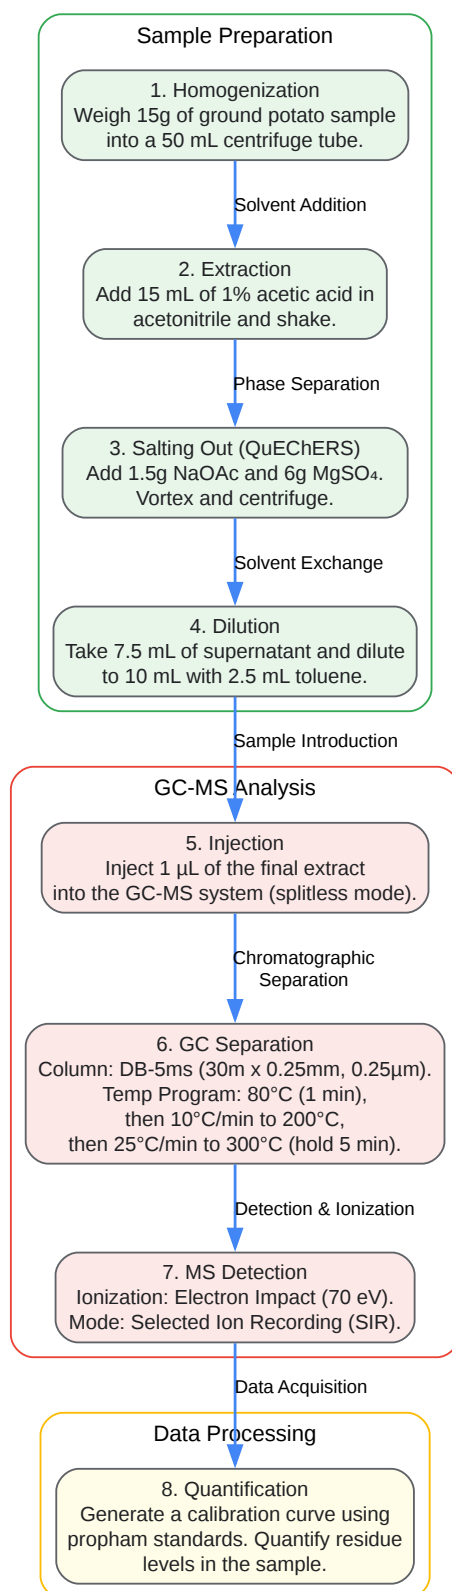 Sample Preparation
1. Homogenization
Weigh 15g of ground potato sample
into a 50 mL centrifuge tube.
Solvent Addition
2. Extraction
Add 15 mL of 1% acetic acid in
acetonitrile and shake.
Phase Separation
3. Salting Out (QuEChERS)
Add 1.5g NaOAc and 6g MgSO₄.
Vortex and centrifuge.
Solvent Exchange
4. Dilution
Take 7.5 mL of supernatant and dilute
to 10 mL with 2.5 mL toluene.
Sample Introduction
GC-MS Analysis
5. Injection
Inject 1 µL of the final extract
into the GC-MS system (splitless mode).
Chromatographic
Separation
6. GC Separation
Column: DB-5ms (30m x 0.25mm, 0.25µm).
Temp Program: 80°C (1 min),
then 10°C/min to 200°C,
then 25°C/min to 300°C (hold 5 min).
Detection & Ionization
7. MS Detection
Ionization: Electron Impact (70 eV).
Mode: Selected Ion Recording (SIR).
Data Acquisition
Data Processing
8. Quantification
Generate a calibration curve using
propham standards. Quantify residue
levels in the sample.